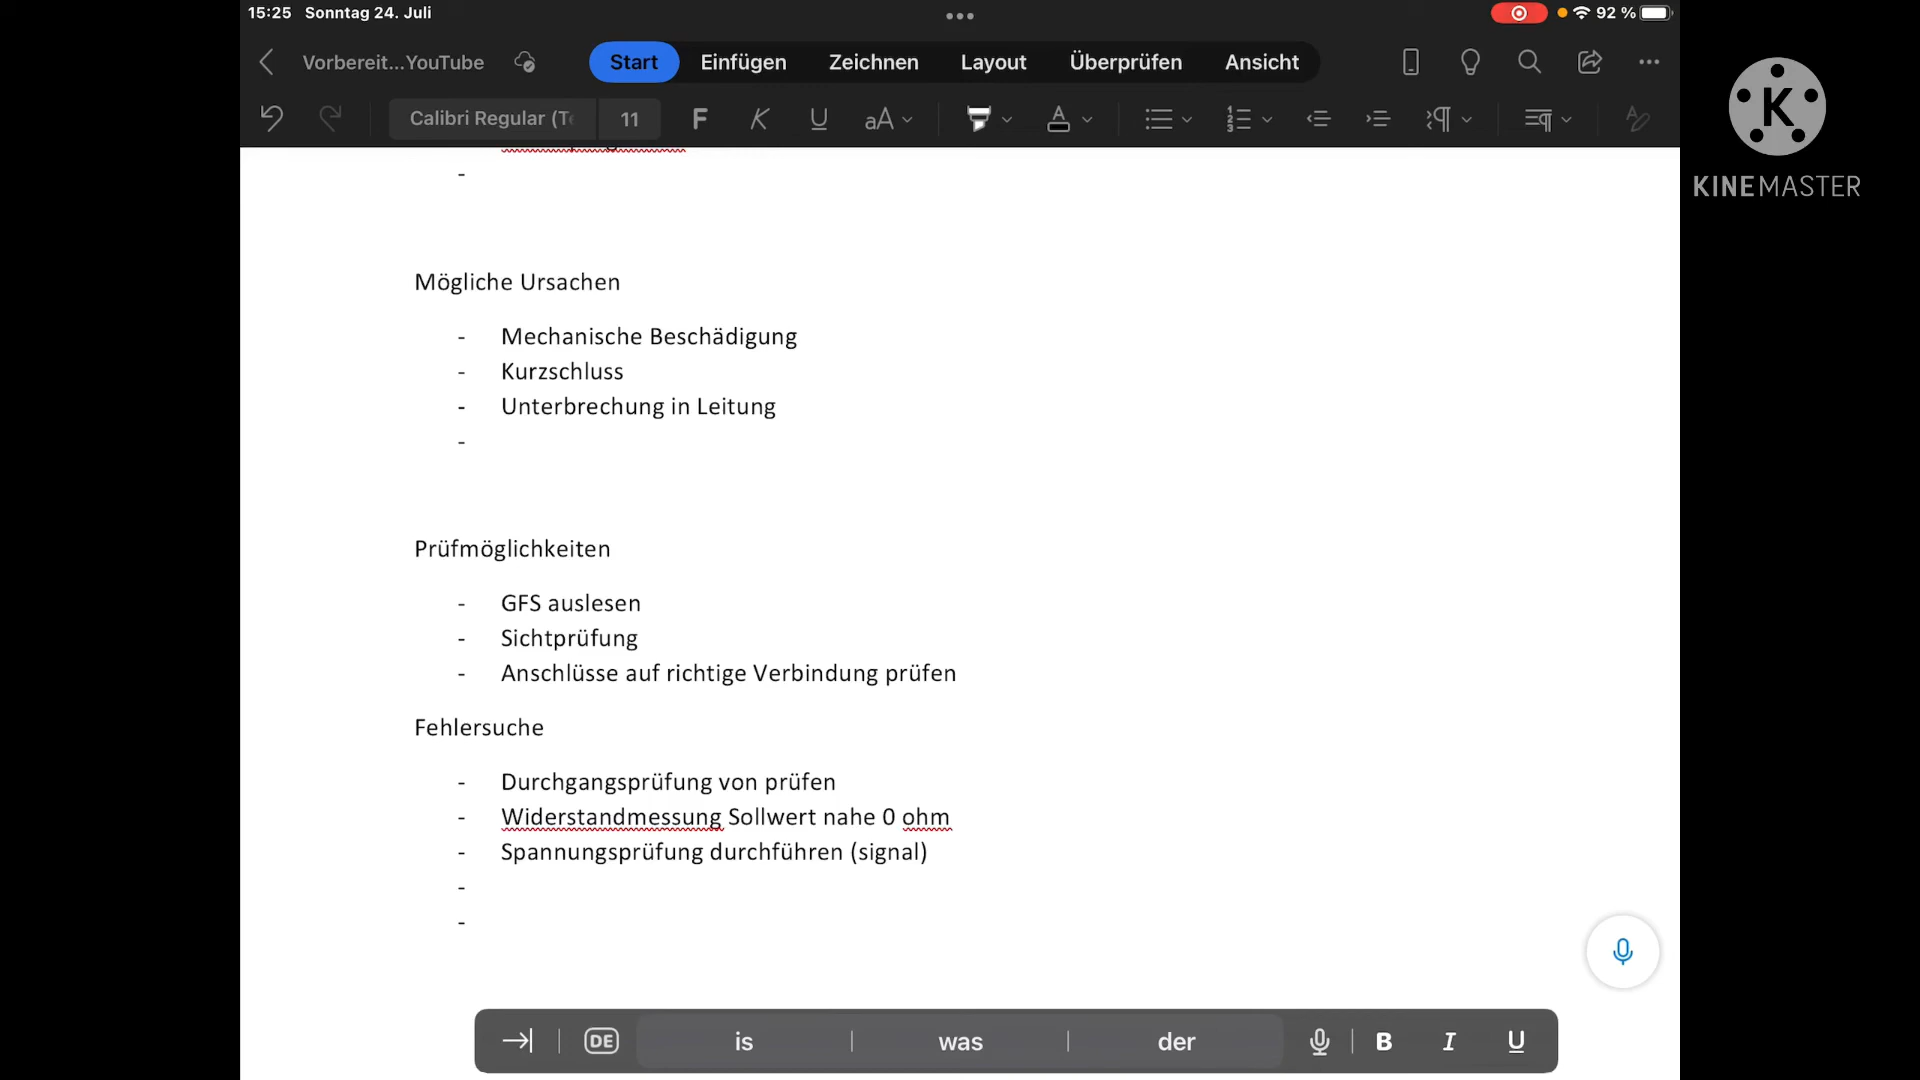 15:25 Sonntag 24. Juli
92 %
Vorbereit...YouTube
Start Einfügen Zeichnen Layout Überprüfen Ansicht
Calibri Regular (Te 11 F K U aA A
K
KINEMASTER
-
Mögliche Ursachen
- Mechanische Beschädigung
- Kurzschluss
- Unterbrechung in Leitung
-
Prüfmöglichkeiten
- GFS auslesen
- Sichtprüfung
- Anschlüsse auf richtige Verbindung prüfen
Fehlersuche
- Durchgangsprüfung von prüfen
- Widerstandmessung Sollwert nahe 0 ohm
- Spannungsprüfung durchführen (signal)
-
-
DE is was der B I U